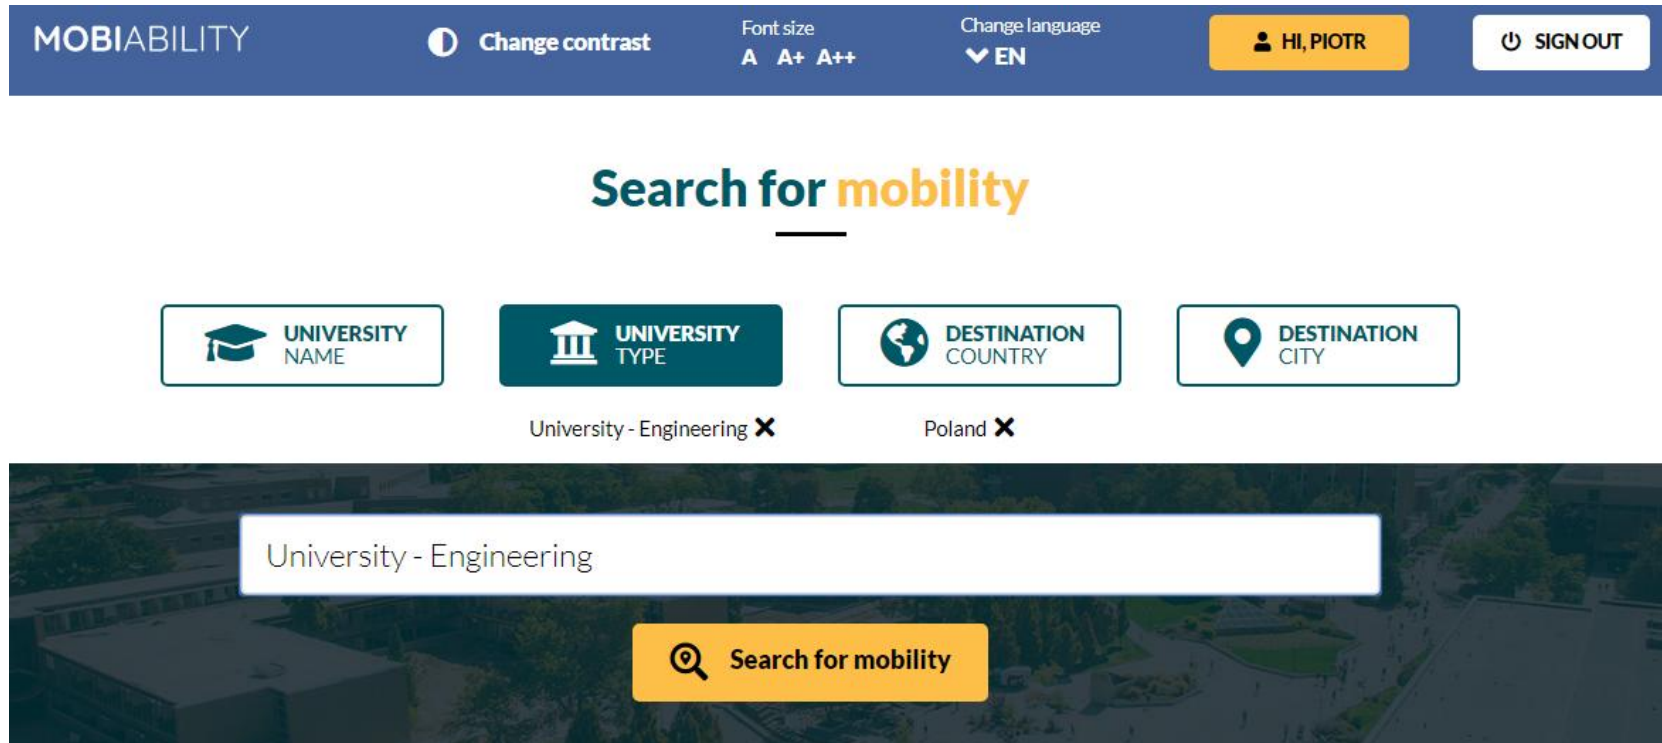 MOBIABILITY
Change contrast
Font size
A A+ A++
Change language
EN
HI, PIOTR
SIGN OUT
Search for mobility
UNIVERSITY
NAME
UNIVERSITY
TYPE
DESTINATION
COUNTRY
DESTINATION
CITY
University - Engineering
Poland
University - Engineering
Search for mobility